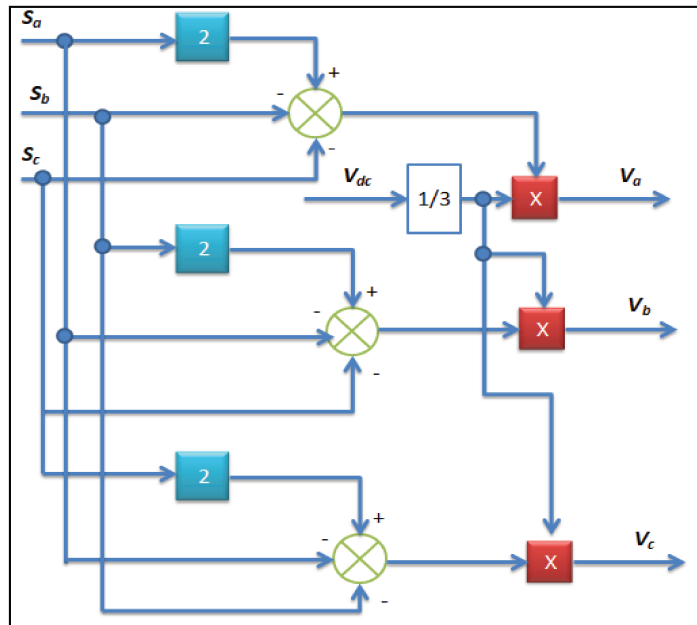 Sa
2
+
Sb
-
-
Sc
Vdc
1/3
X
Va
2
+
-
X
Vb
-
2
+
-
X
Vc
-